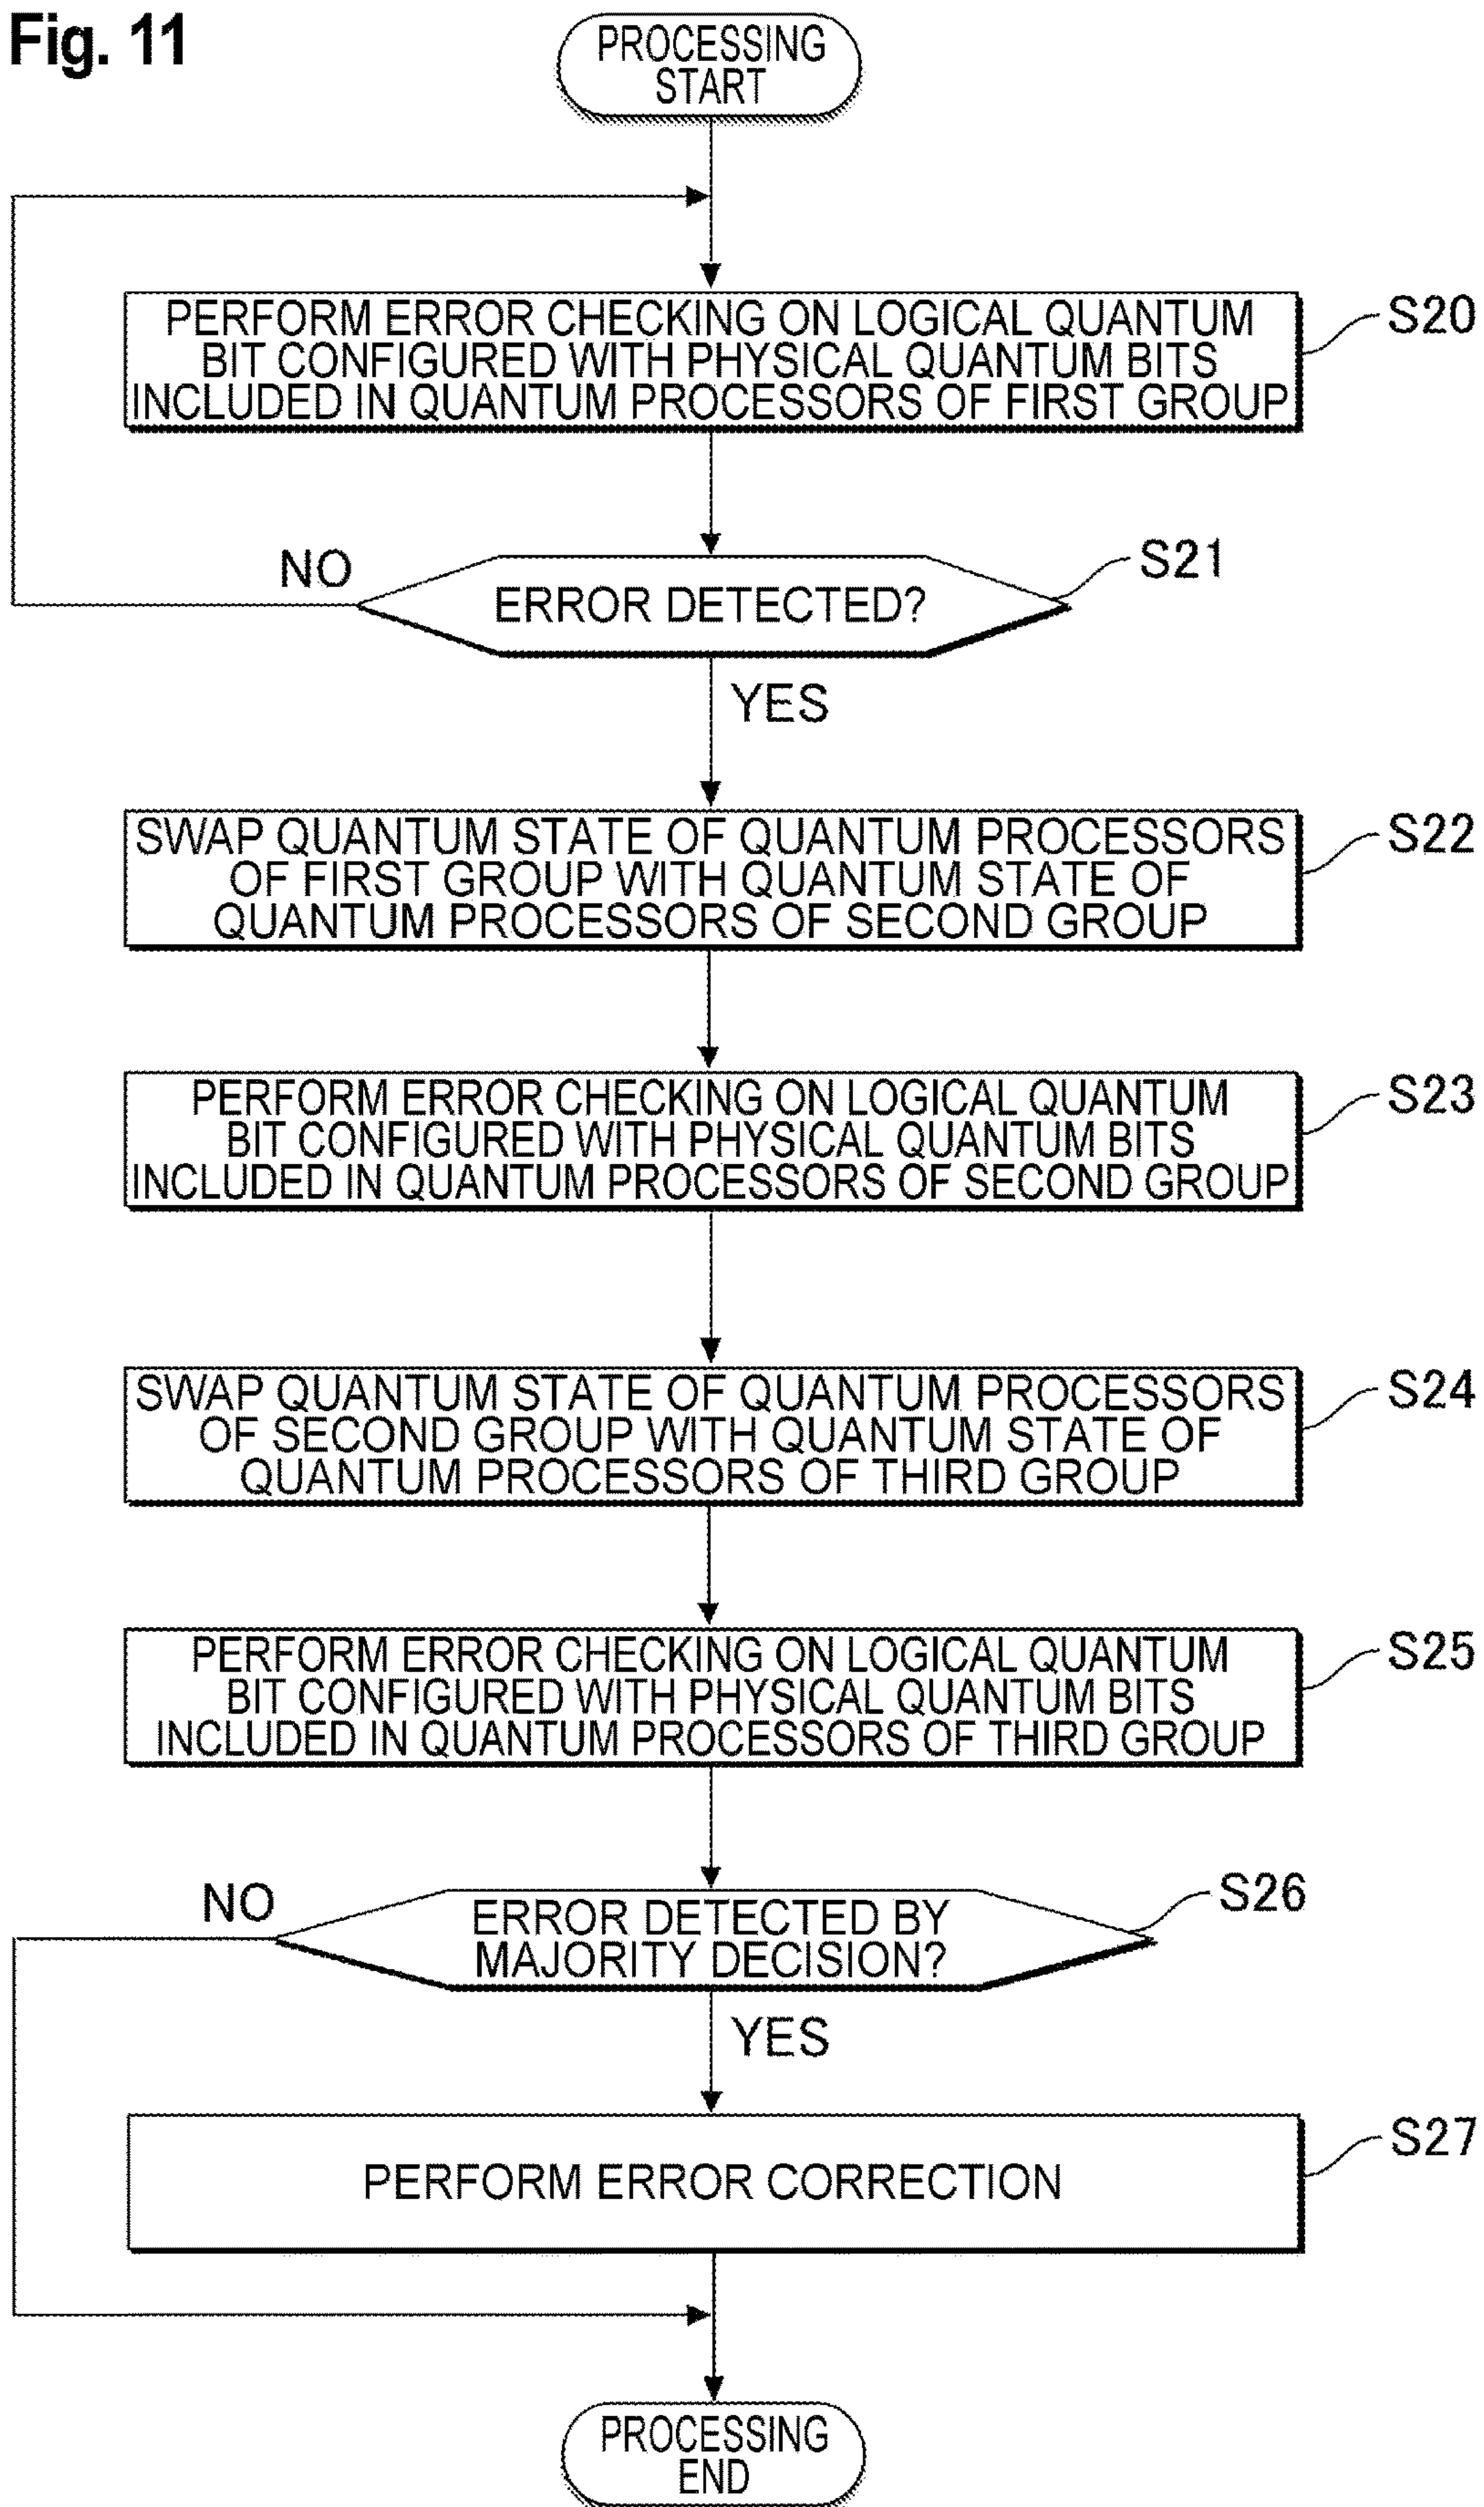 Fig. 11
PROCESSING
START
PERFORM ERROR CHECKING ON LOGICAL QUANTUM
BIT CONFIGURED WITH PHYSICAL QUANTUM BITS
INCLUDED IN QUANTUM PROCESSORS OF FIRST GROUP
S20
NO
ERROR DETECTED?
S21
YES
SWAP QUANTUM STATE OF QUANTUM PROCESSORS
OF FIRST GROUP WITH QUANTUM STATE OF
QUANTUM PROCESSORS OF SECOND GROUP
S22
PERFORM ERROR CHECKING ON LOGICAL QUANTUM
BIT CONFIGURED WITH PHYSICAL QUANTUM BITS
INCLUDED IN QUANTUM PROCESSORS OF SECOND GROUP
S23
SWAP QUANTUM STATE OF QUANTUM PROCESSORS
OF SECOND GROUP WITH QUANTUM STATE OF
QUANTUM PROCESSORS OF THIRD GROUP
S24
PERFORM ERROR CHECKING ON LOGICAL QUANTUM
BIT CONFIGURED WITH PHYSICAL QUANTUM BITS
INCLUDED IN QUANTUM PROCESSORS OF THIRD GROUP
S25
NO
ERROR DETECTED BY
MAJORITY DECISION?
S26
YES
PERFORM ERROR CORRECTION
S27
PROCESSING
END